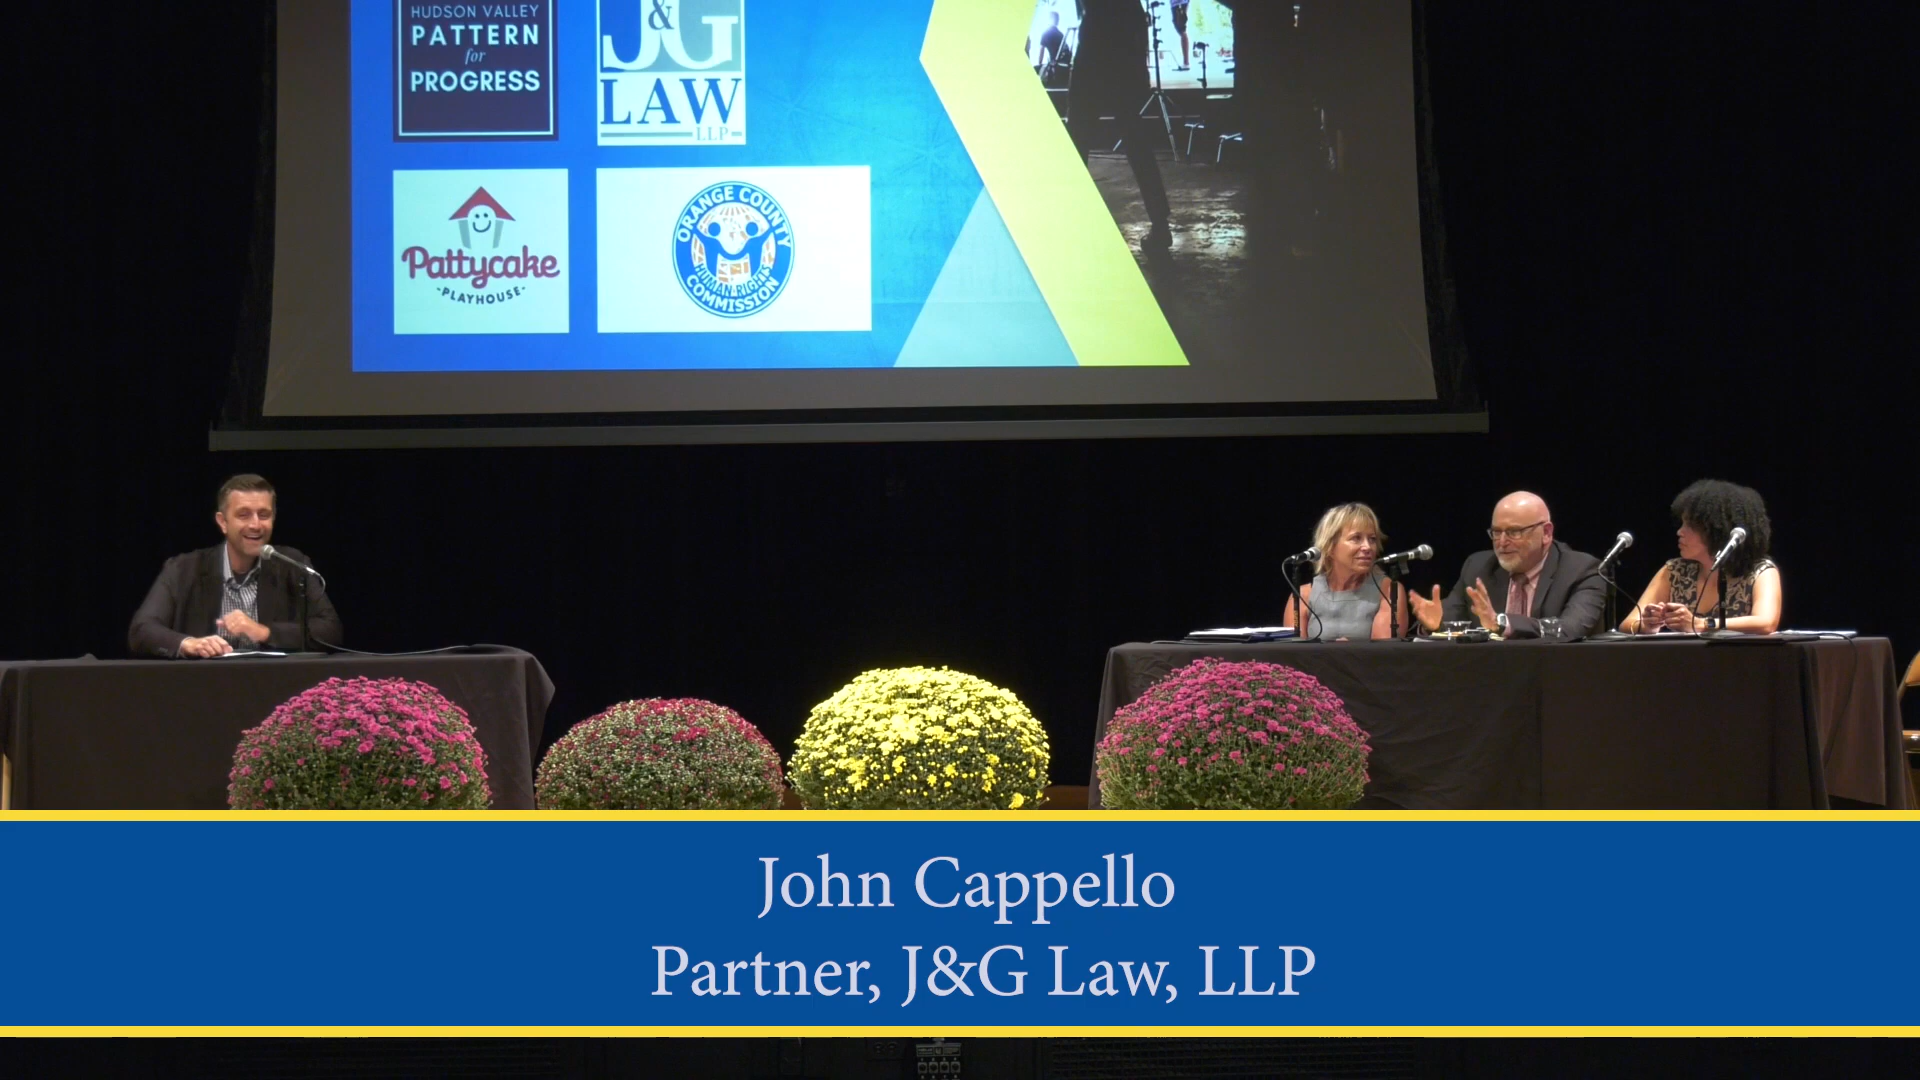 HUDSON VALLEY
PATTERN
for
PROGRESS
J&G
LAW
LLP
Pattycake
-PLAYHOUSE-
ORANGE COUNTY
HUMAN RIGHTS
COMMISSION
John Cappello
Partner, J&G Law, LLP